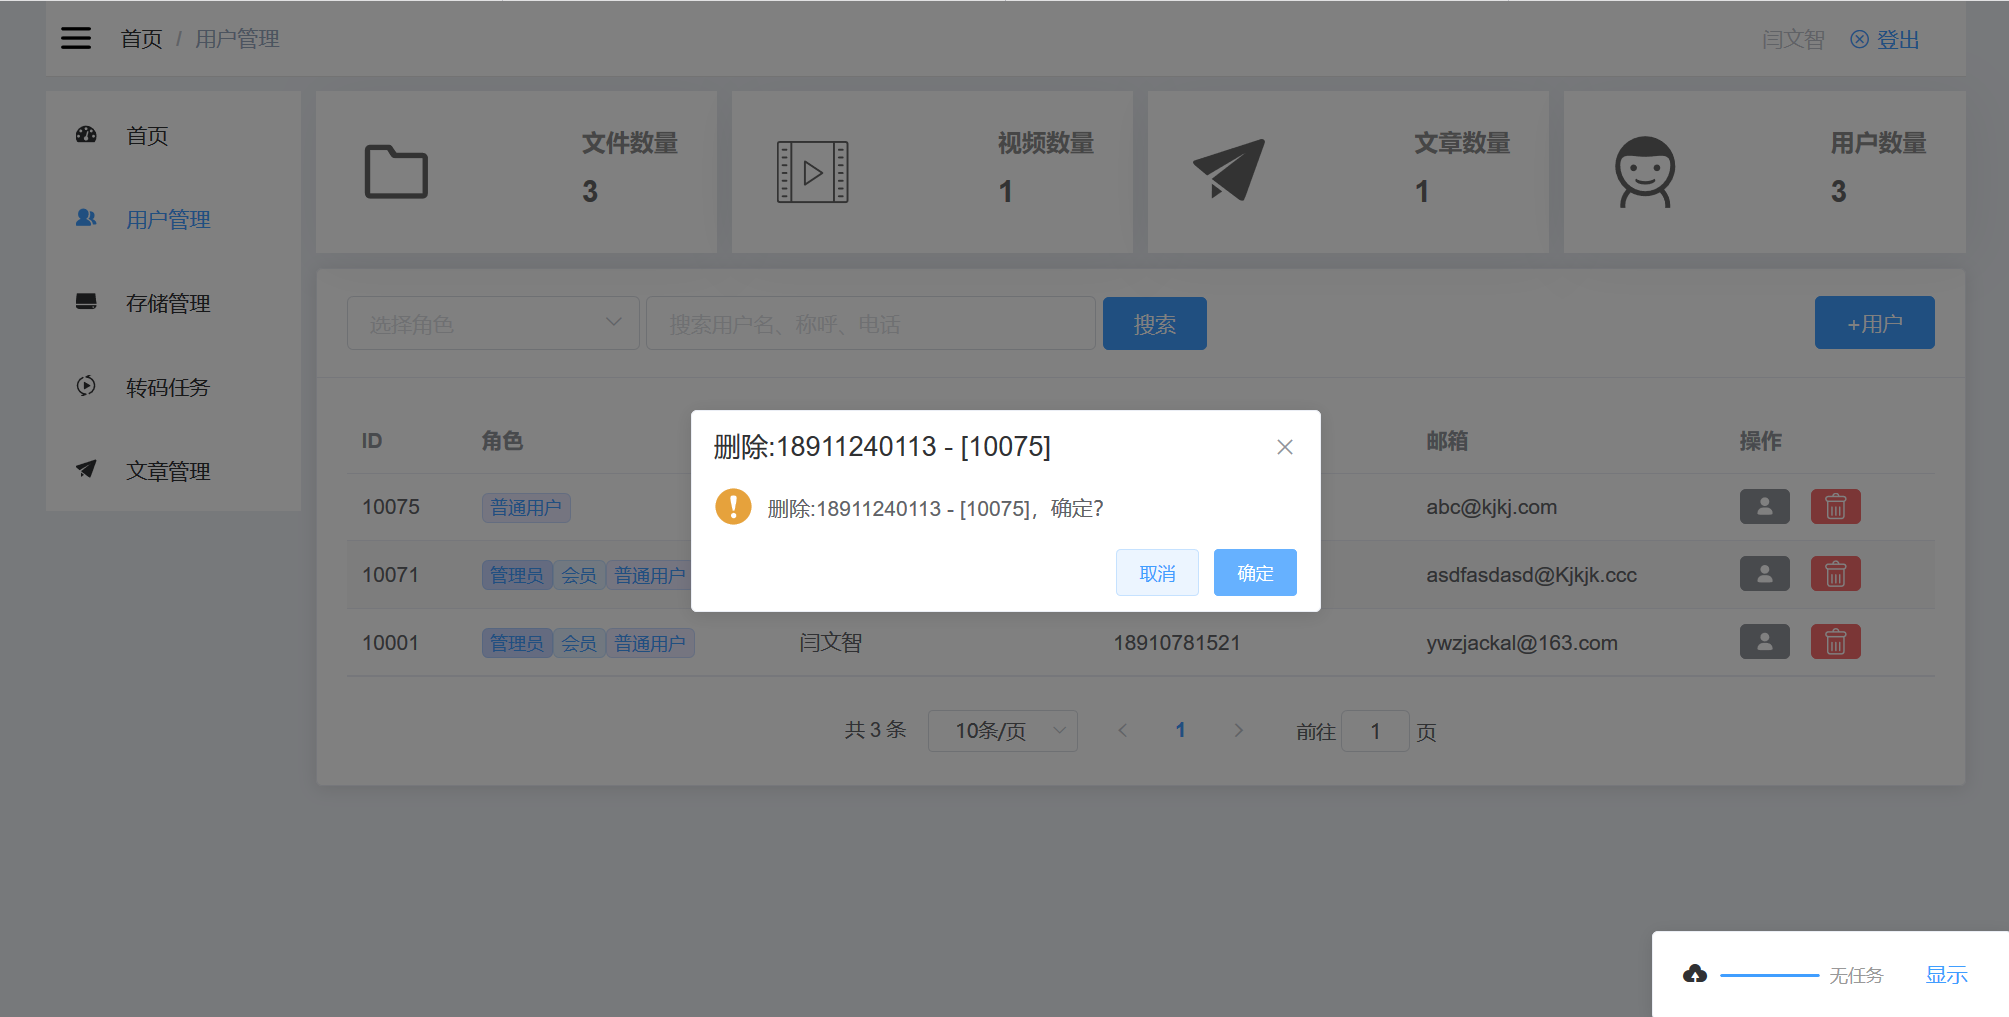 首页 / 用户管理
闫文智 登出
首页
用户管理
存储管理
转码任务
文章管理
文件数量
3
视频数量
1
文章数量
1
用户数量
3
选择角色
搜索用户名、称呼、电话
搜索
+用户
ID 角色 邮箱 操作
10075 普通用户 abc@kjkj.com
10071 管理员 会员 普通用户 asdfasdasd@Kjkjk.ccc
10001 管理员 会员 普通用户 闫文智 18910781521 ywzjackal@163.com
共 3 条 10条/页 1 前往 1 页
删除:18911240113 - [10075]
删除:18911240113 - [10075]，确定?
取消 确定
无任务 显示